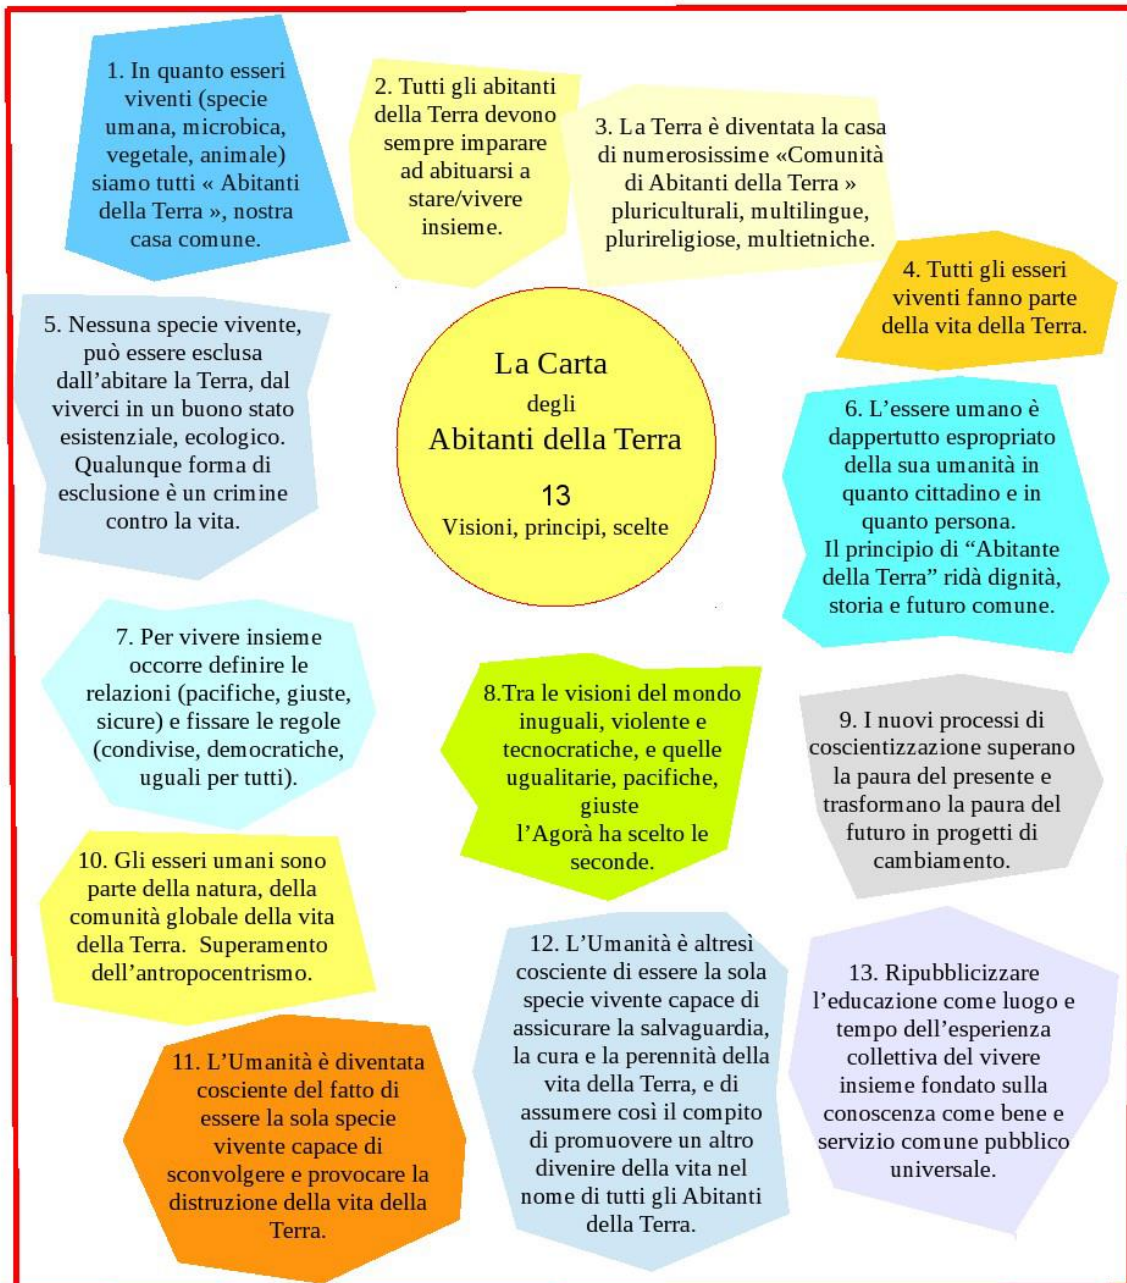 1. In quanto esseri
viventi (specie
umana, microbica,
vegetale, animale)
siamo tutti « Abitanti
della Terra », nostra
casa comune.
2. Tutti gli abitanti
della Terra devono
sempre imparare
ad abituarsi a
stare/vivere
insieme.
3. La Terra è diventata la casa
di numerosissime «Comunità
di Abitanti della Terra »
pluriculturali, multilingue,
plurireligiose, multietniche.
4. Tutti gli esseri
viventi fanno parte
della vita della Terra.
5. Nessuna specie vivente,
può essere esclusa
dall’abitare la Terra, dal
viverci in un buono stato
esistenziale, ecologico.
Qualunque forma di
esclusione è un crimine
contro la vita.
La Carta
degli
Abitanti della Terra
13
Visioni, principi, scelte
6. L’essere umano è
dappertutto espropriato
della sua umanità in
quanto cittadino e in
quanto persona.
Il principio di “Abitante
della Terra” ridà dignità,
storia e futuro comune.
7. Per vivere insieme
occorre definire le
relazioni (pacifiche, giuste,
sicure) e fissare le regole
(condivise, democratiche,
uguali per tutti).
8.Tra le visioni del mondo
inuguali, violente e
tecnocratiche, e quelle
ugualitarie, pacifiche,
giuste
l’Agorà ha scelto le
seconde.
9. I nuovi processi di
coscientizzazione superano
la paura del presente e
trasformano la paura del
futuro in progetti di
cambiamento.
10. Gli esseri umani sono
parte della natura, della
comunità globale della vita
della Terra.  Superamento
dell’antropocentrismo.
11. L’Umanità è diventata
cosciente del fatto di
essere la sola specie
vivente capace di
sconvolgere e provocare la
distruzione della vita della
Terra.
12. L’Umanità è altresì
cosciente di essere la sola
specie vivente capace di
assicurare la salvaguardia,
la cura e la perennità della
vita della Terra, e di
assumere così il compito
di promuovere un altro
divenire della vita nel
nome di tutti gli Abitanti
della Terra.
13. Ripubblicizzare
l’educazione come luogo e
tempo dell’esperienza
collettiva del vivere
insieme fondato sulla
conoscenza come bene e
servizio comune pubblico
universale.